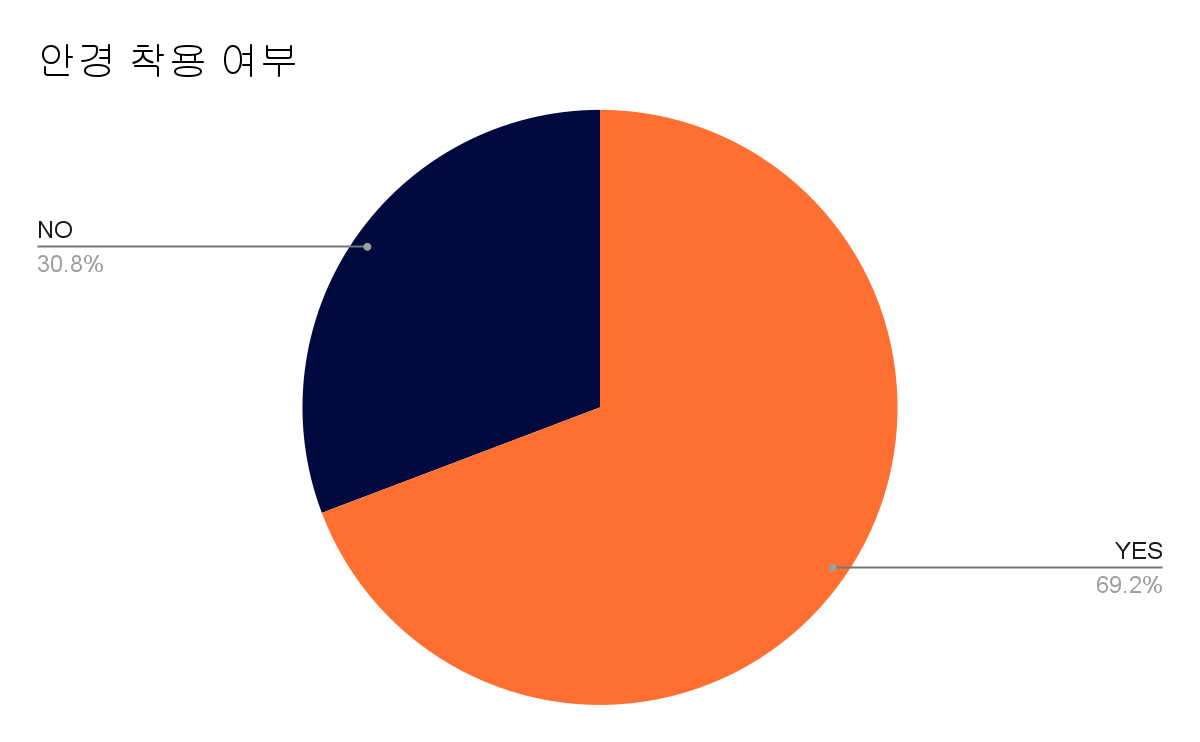 안경 착용 여부
NO
30.8%
YES
69.2%